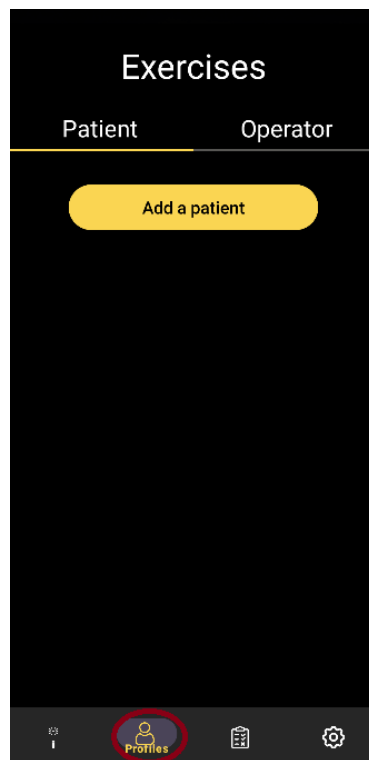 Exercises
Patient Operator
Add a patient
Profiles